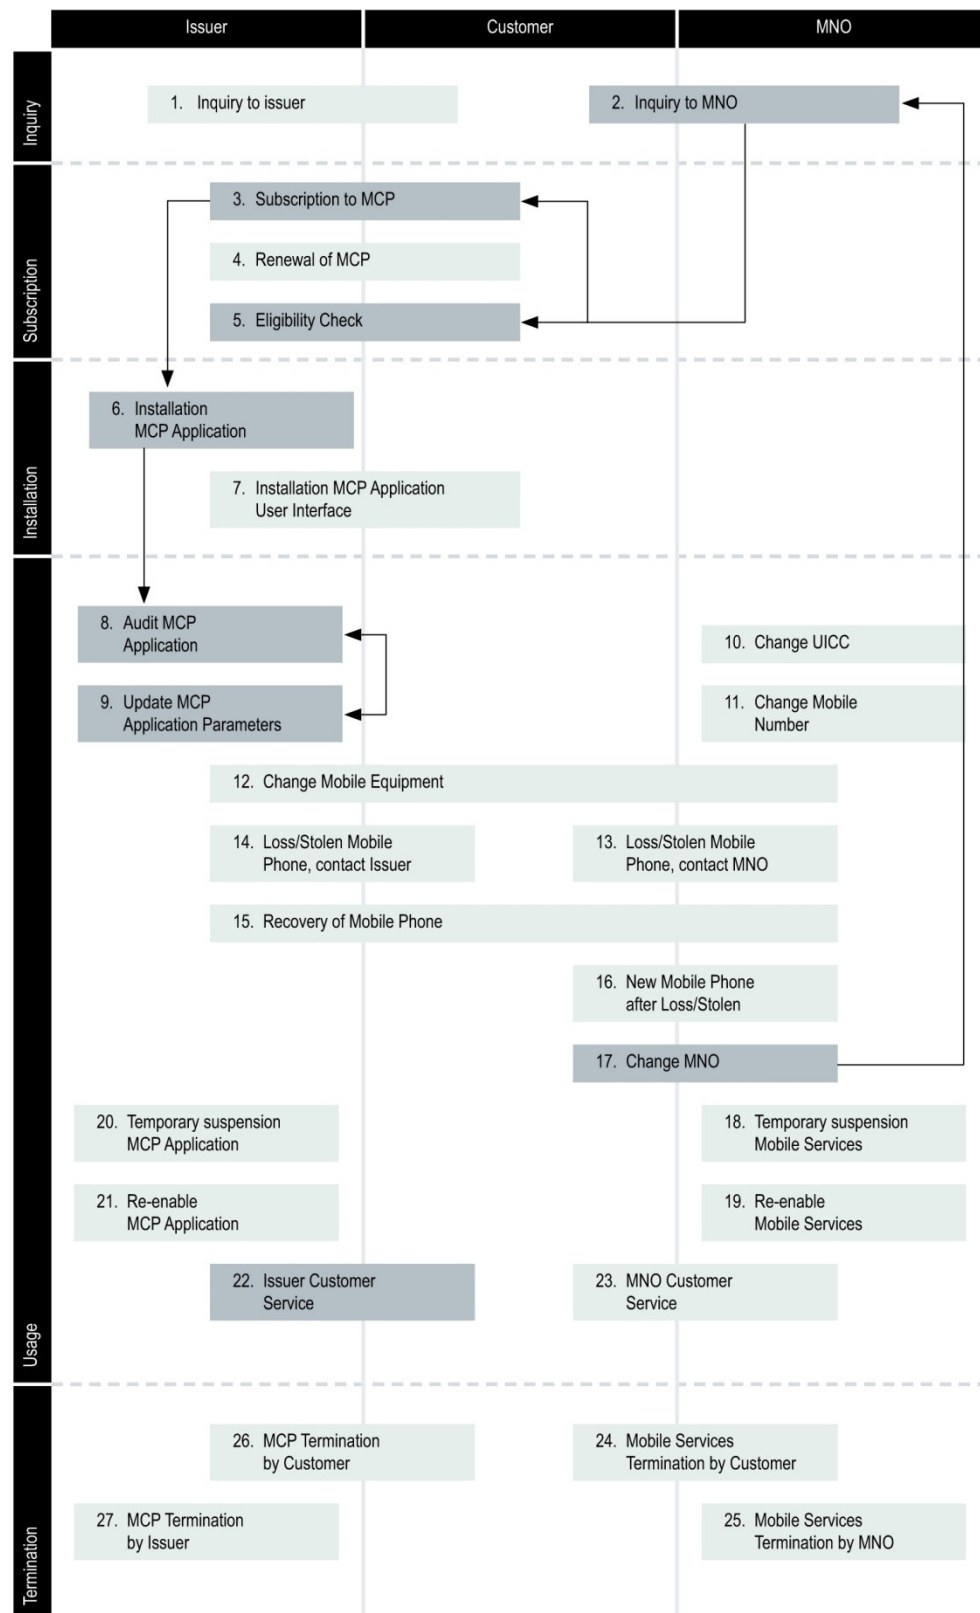 Issuer
Customer
MNO
Inquiry
1. Inquiry to issuer
2. Inquiry to MNO
Subscription
3. Subscription to MCP
4. Renewal of MCP
5. Eligibility Check
Installation
6. Installation
MCP Application
7. Installation MCP Application
User Interface
Usage
8. Audit MCP
Application
10. Change UICC
9. Update MCP
Application Parameters
11. Change Mobile
Number
12. Change Mobile Equipment
14. Loss/Stolen Mobile
Phone, contact Issuer
13. Loss/Stolen Mobile
Phone, contact MNO
15. Recovery of Mobile Phone
16. New Mobile Phone
after Loss/Stolen
17. Change MNO
20. Temporary suspension
MCP Application
18. Temporary suspension
Mobile Services
21. Re-enable
MCP Application
19. Re-enable
Mobile Services
22. Issuer Customer
Service
23. MNO Customer
Service
Termination
26. MCP Termination
by Customer
24. Mobile Services
Termination by Customer
27. MCP Termination
by Issuer
25. Mobile Services
Termination by MNO